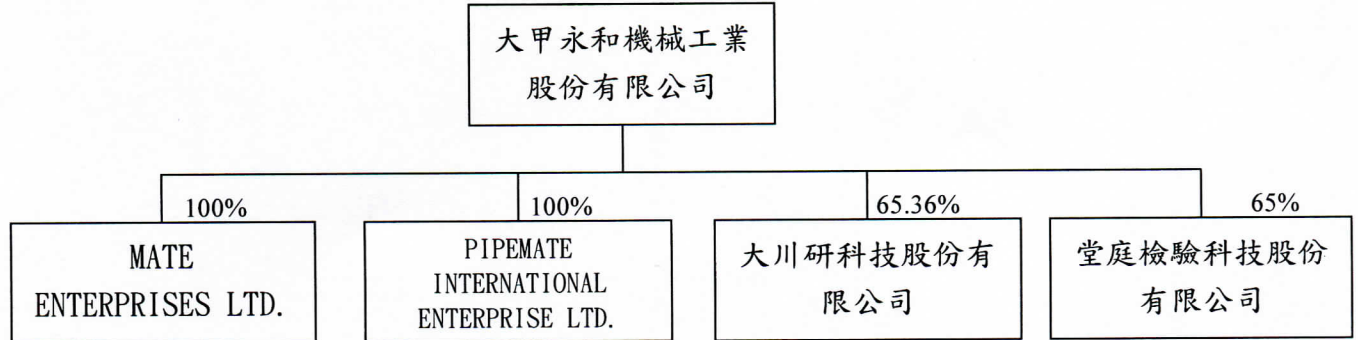 大甲永和機械工業
股份有限公司
100%
100%
65.36%
65%
MATE
ENTERPRISES LTD.
PIPEMATE
INTERNATIONAL
ENTERPRISE LTD.
大川研科技股份有
限公司
堂庭檢驗科技股份
有限公司